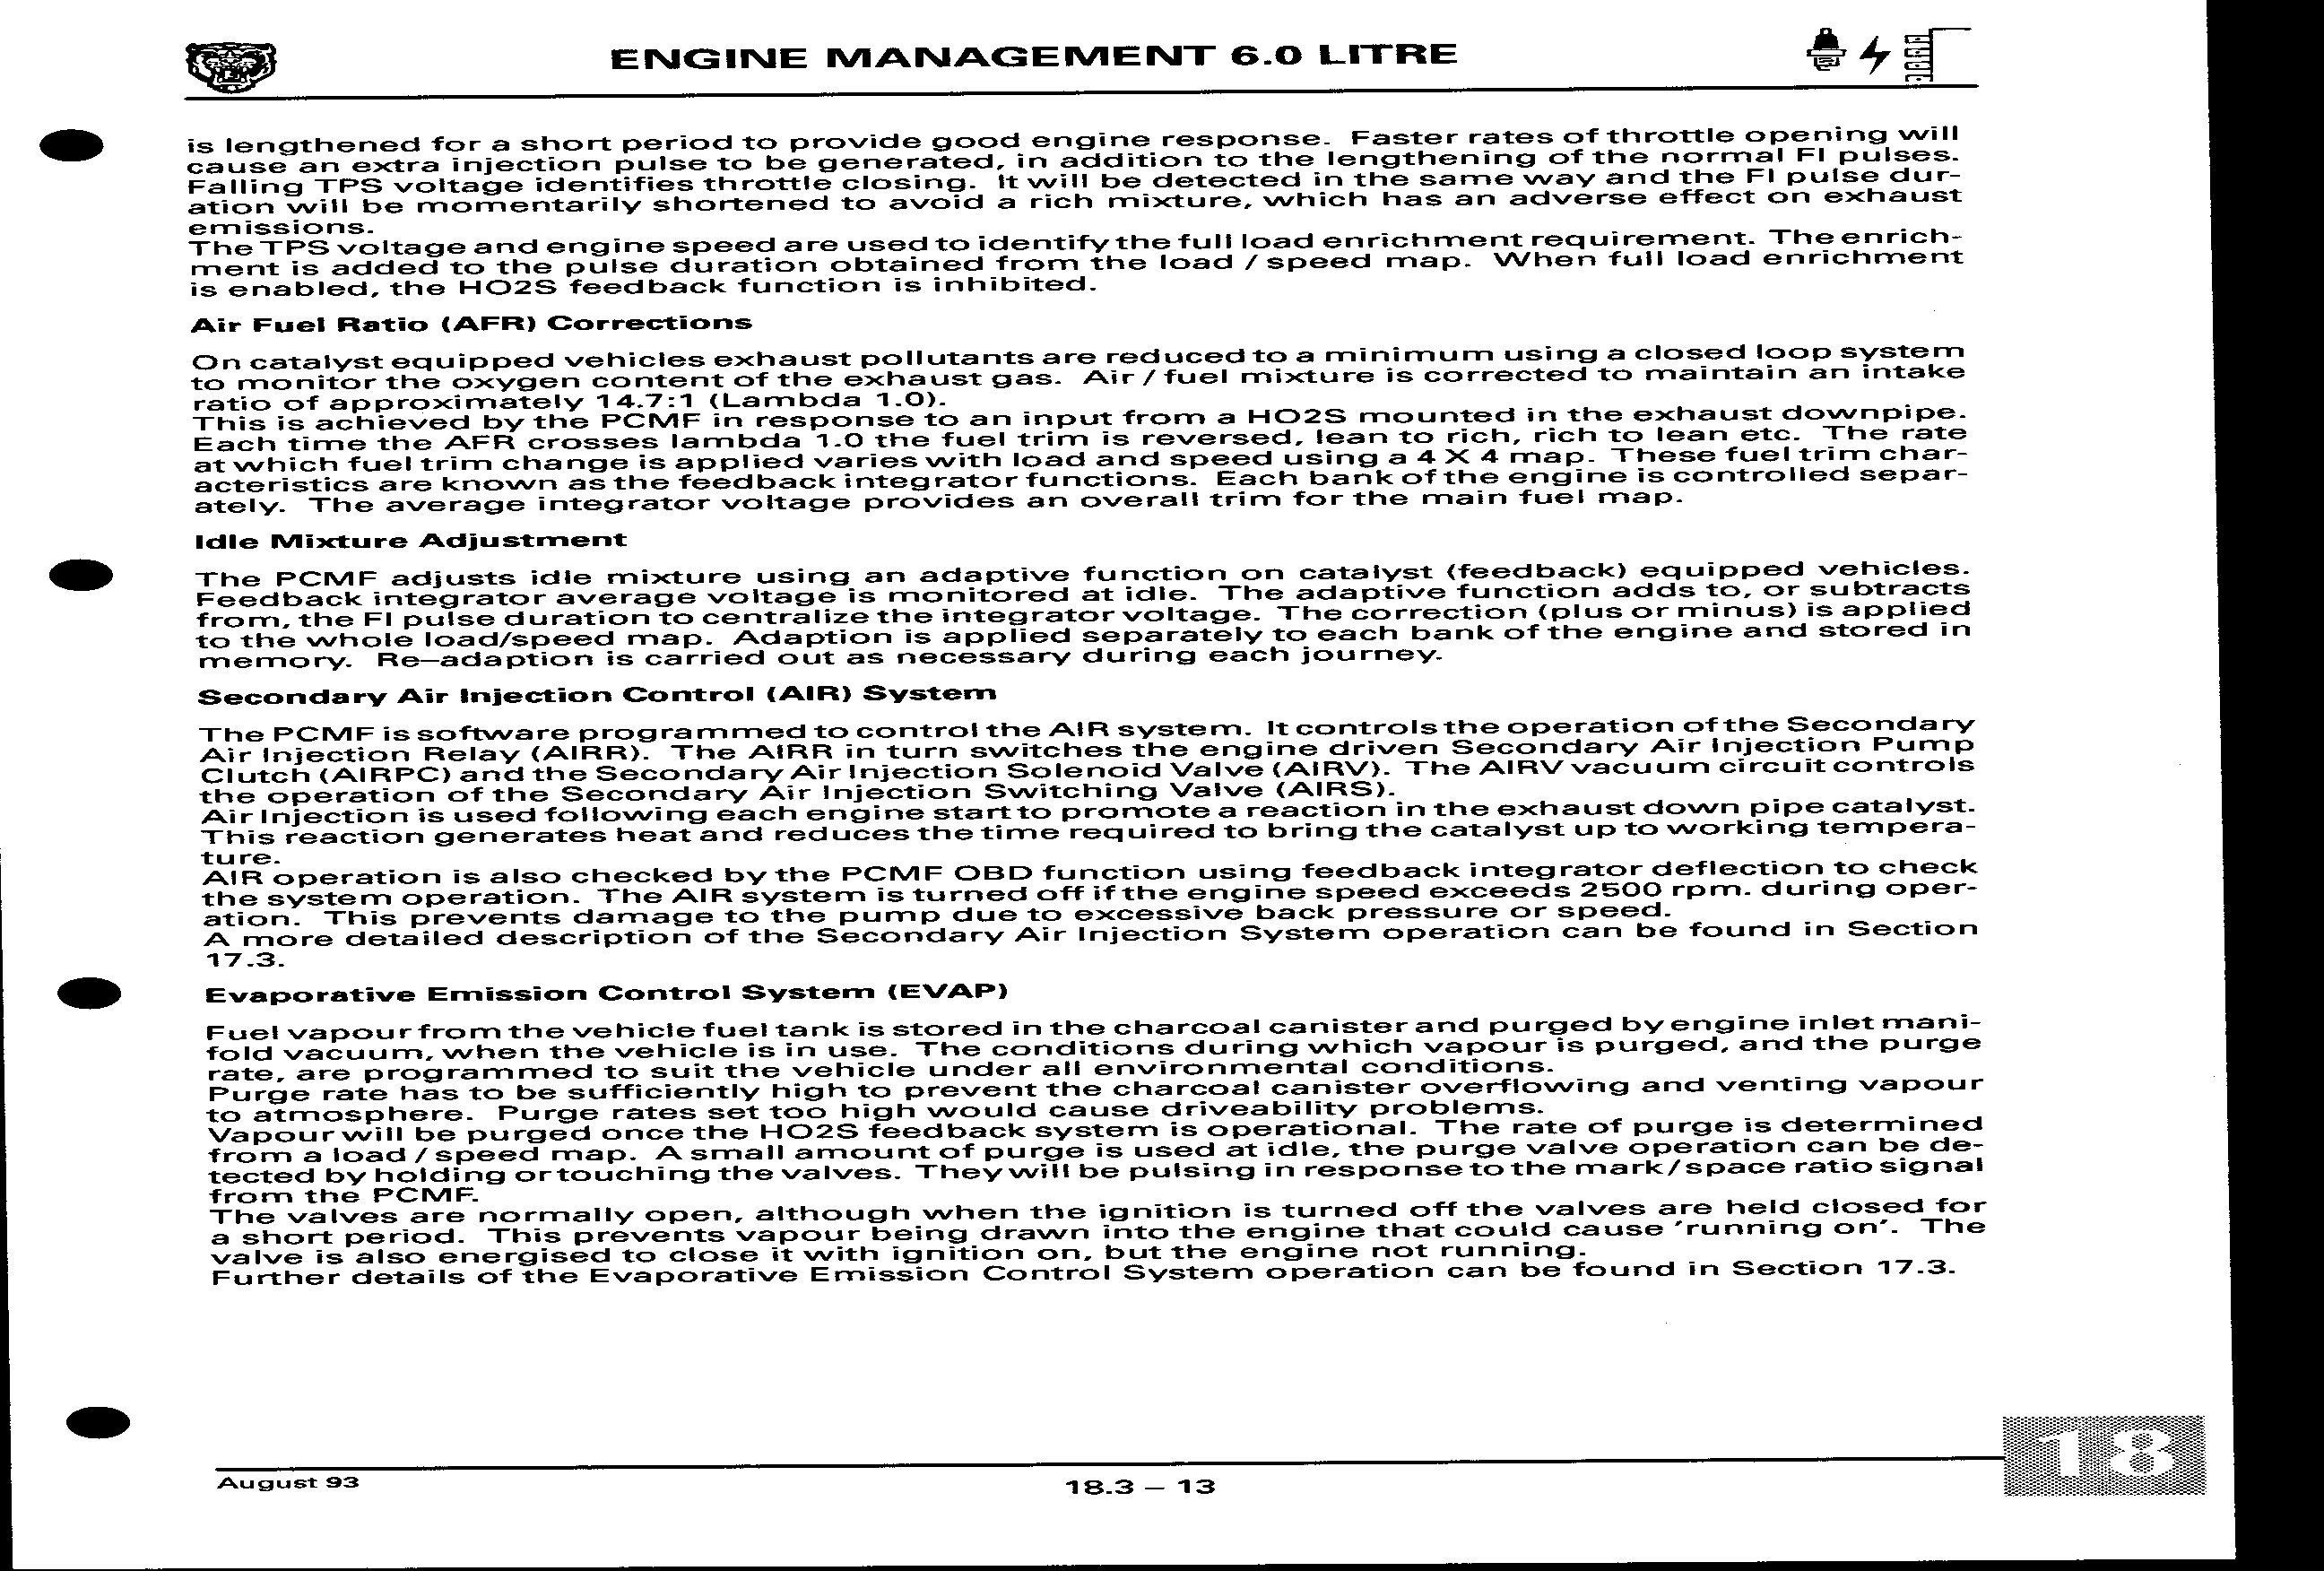 ENGINE MANAGEMENT 6.0 LITRE
is lengthened for a short period to provide good engine response. Faster rates of throttle opening will
cause an extra injection pulse to be generated, in addition to the lengthening of the normal FI pulses.
Falling TPS voltage identifies throttle closing. It will be detected in the same way and the FI pulse dur-
ation will be momentarily shortened to avoid a rich mixture, which has an adverse effect on exhaust
emissions.
The TPS voltage and engine speed are used to identify the full load enrichment requirement. The enrich-
ment is added to the pulse duration obtained from the load / speed map. When full load enrichment
is enabled, the HO2S feedback function is inhibited.
Air Fuel Ratio (AFR) Corrections
On catalyst equipped vehicles exhaust pollutants are reduced to a minimum using a closed loop system
to monitor the oxygen content of the exhaust gas. Air / fuel mixture is corrected to maintain an intake
ratio of approximately 14.7:1 (Lambda 1.0).
This is achieved by the PCMF in response to an input from a HO2S mounted in the exhaust downpipe.
Each time the AFR crosses lambda 1.0 the fuel trim is reversed, lean to rich, rich to lean etc. The rate
at which fuel trim change is applied varies with load and speed using a 4 X 4 map. These fuel trim char-
acteristics are known as the feedback integrator functions. Each bank of the engine is controlled separ-
ately. The average integrator voltage provides an overall trim for the main fuel map.
Idle Mixture Adjustment
The PCMF adjusts idle mixture using an adaptive function on catalyst (feedback) equipped vehicles.
Feedback integrator average voltage is monitored at idle. The adaptive function adds to, or subtracts
from, the FI pulse duration to centralize the integrator voltage. The correction (plus or minus) is applied
to the whole load/speed map. Adaption is applied separately to each bank of the engine and stored in
memory. Re–adaption is carried out as necessary during each journey.
Secondary Air Injection Control (AIR) System
The PCMF is software programmed to control the AIR system. It controls the operation of the Secondary
Air Injection Relay (AIRR). The AIRR in turn switches the engine driven Secondary Air Injection Pump
Clutch (AIRPC) and the Secondary Air Injection Solenoid Valve (AIRV). The AIRV vacuum circuit controls
the operation of the Secondary Air Injection Switching Valve (AIRS).
Air Injection is used following each engine start to promote a reaction in the exhaust down pipe catalyst.
This reaction generates heat and reduces the time required to bring the catalyst up to working tempera-
ture.
AIR operation is also checked by the PCMF OBD function using feedback integrator deflection to check
the system operation. The AIR system is turned off if the engine speed exceeds 2500 rpm. during oper-
ation. This prevents damage to the pump due to excessive back pressure or speed.
A more detailed description of the Secondary Air Injection System operation can be found in Section
17.3.
Evaporative Emission Control System (EVAP)
Fuel vapour from the vehicle fuel tank is stored in the charcoal canister and purged by engine inlet mani-
fold vacuum, when the vehicle is in use. The conditions during which vapour is purged, and the purge
rate, are programmed to suit the vehicle under all environmental conditions.
Purge rate has to be sufficiently high to prevent the charcoal canister overflowing and venting vapour
to atmosphere. Purge rates set too high would cause driveability problems.
Vapour will be purged once the HO2S feedback system is operational. The rate of purge is determined
from a load / speed map. A small amount of purge is used at idle, the purge valve operation can be de-
tected by holding or touching the valves. They will be pulsing in response to the mark/space ratio signal
from the PCMF.
The valves are normally open, although when the ignition is turned off the valves are held closed for
a short period. This prevents vapour being drawn into the engine that could cause 'running on'. The
valve is also energised to close it with ignition on, but the engine not running.
Further details of the Evaporative Emission Control System operation can be found in Section 17.3.
18
August 93
18.3 – 13